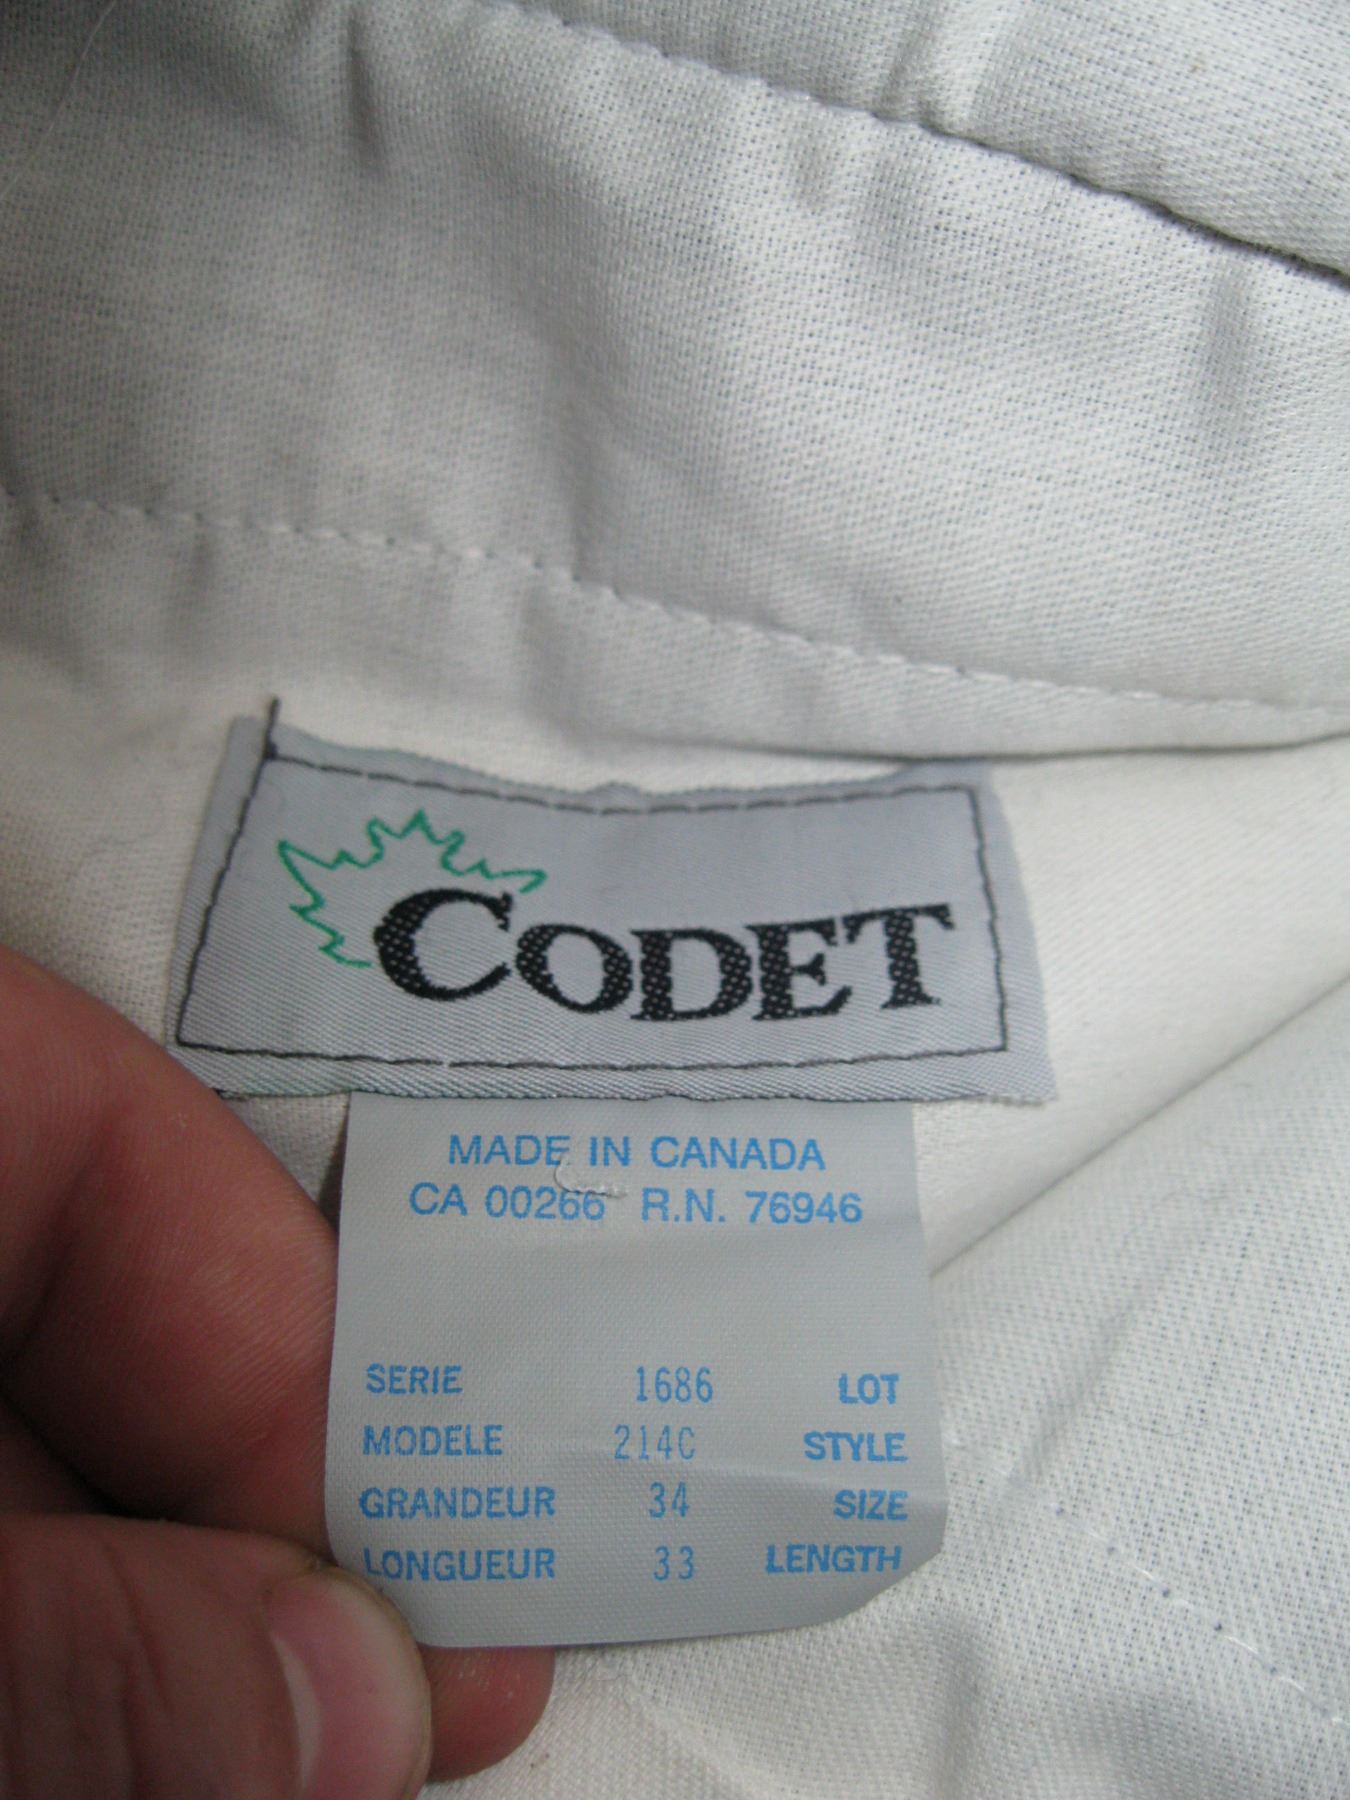 CODET
MADE IN CANADA
CA 00266 R.N. 76946
SERIE 1686 LOT
MODELE 214C STYLE
GRANDEUR 34 SIZE
LONGUEUR 33 LENGTH